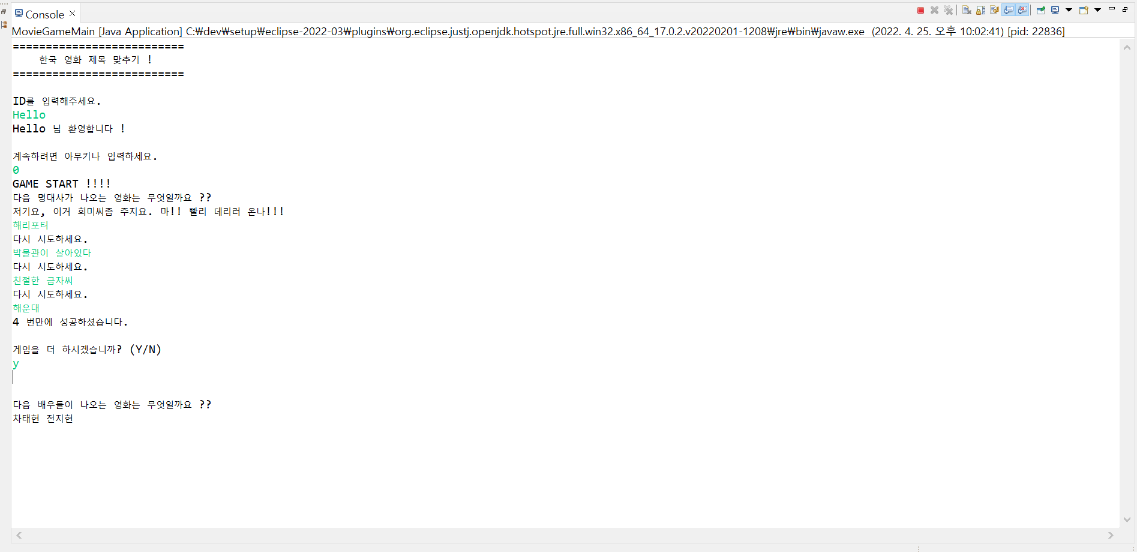 Console
MovieGameMain [Java Application] C:₩dev₩setup₩eclipse-2022-03₩plugins₩org.eclipse.justj.openjdk.hotspot.jre.full.win32.x86_64_17.0.2.v20220201-1208₩jre₩bin₩javaw.exe (2022. 4. 25. 오후 10:02:41) [pid: 22836]
==========================
한국 영화 제목 맞추기 !
==========================
ID를 입력해주세요.
Hello
Hello 님 환영합니다 !
계속하려면 아무키나 입력하세요.
0
GAME START !!!!
다음 명대사가 나오는 영화는 무엇일까요 ??
저기요, 이거 회미씨좀 주지요. 마!! 빨리 데리러 온나!!!
해리포터
다시 시도하세요.
박물관이 살아있다
다시 시도하세요.
친절한 금자씨
다시 시도하세요.
해운대
4 번만에 성공하셨습니다.
게임을 더 하시겠습니까? (Y/N)
y
다음 배우들이 나오는 영화는 무엇일까요 ??
차태현 전지현